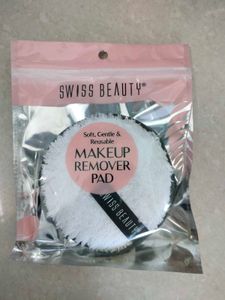 SWISS BEAUTY®
Soft, Gentle &
Reusable
MAKEUP
REMOVER
PAD
SWISS BEAUTY